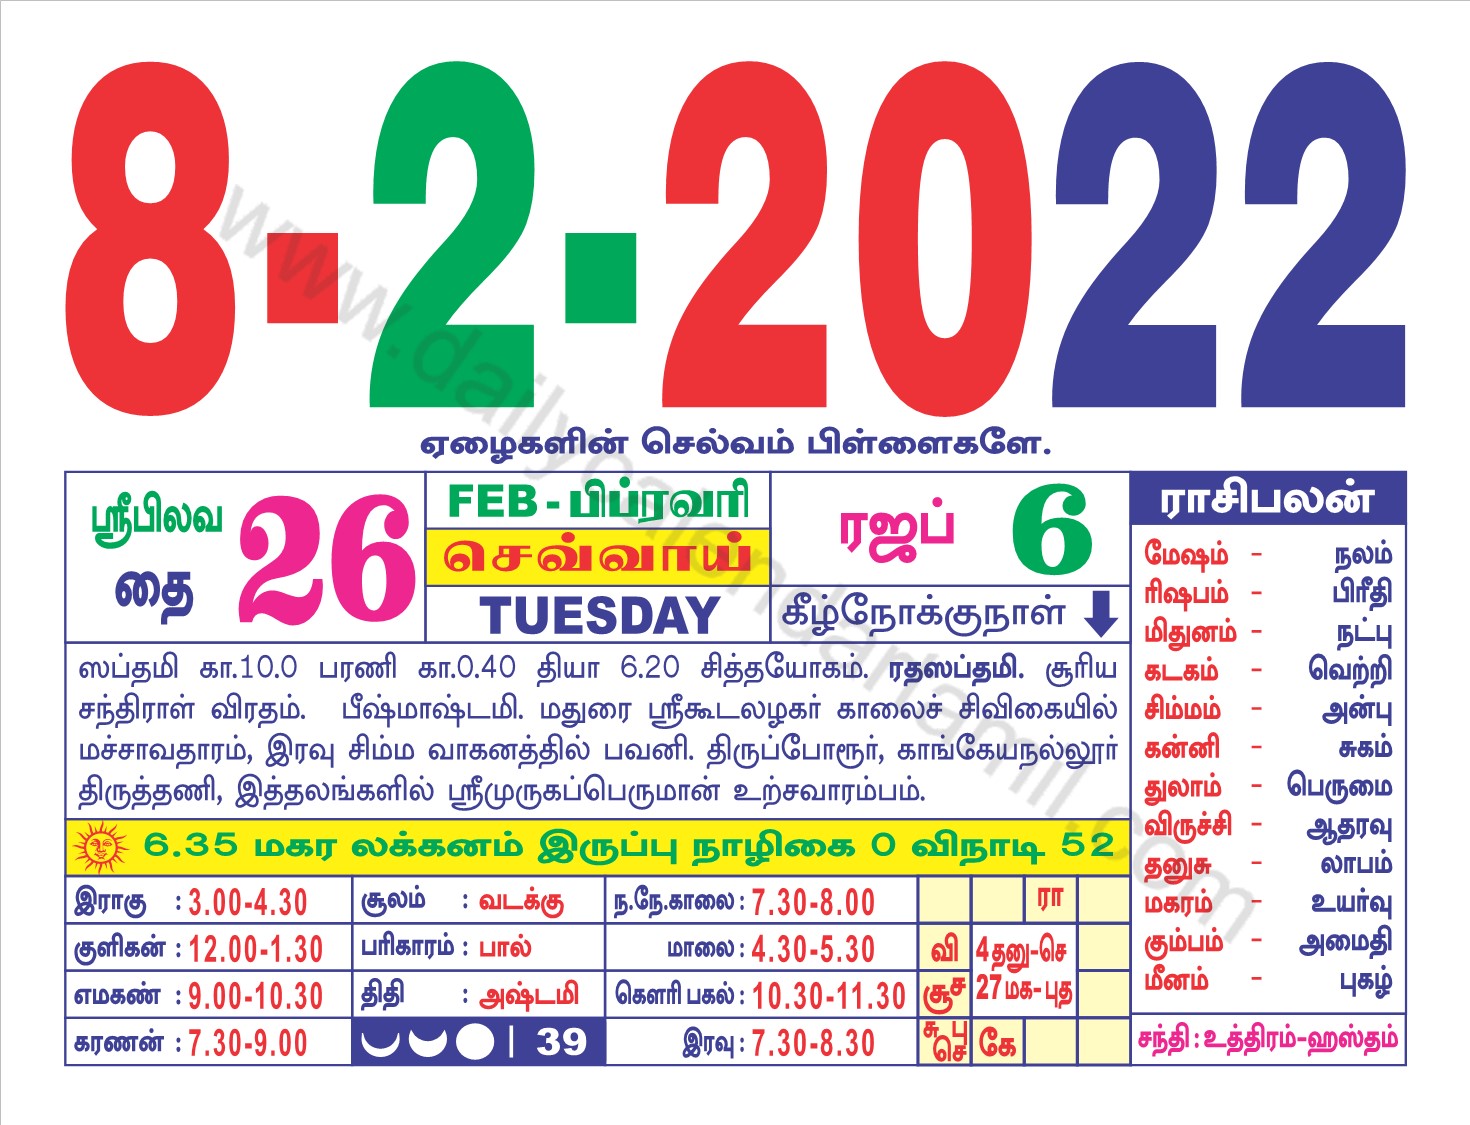 8-2-2022
ஏழைகளின் செல்வம் பிள்ளைகளே.
ஸ்ரீபிலவ
தை
26
FEB - பிப்ரவரி
செவ்வாய்
TUESDAY
ரஜப் 6
கீழ்நோக்குநாள்
ஸப்தமி கா.10.0 பரணி கா.0.40 தியா 6.20 சித்தயோகம். ரதஸப்தமி. சூரிய
சந்திராள் விரதம். பீஷ்மாஷ்டமி. மதுரை ஸ்ரீகூடலழகர் காலைச் சிவிகையில்
மச்சாவதாரம், இரவு சிம்ம வாகனத்தில் பவனி. திருப்போரூர், காங்கேயநல்லூர்
திருத்தணி, இத்தலங்களில் ஸ்ரீமுருகப்பெருமான் உற்சவாரம்பம்.
6.35 மகர லக்கனம் இருப்பு நாழிகை 0 விநாடி 52
இராகு : 3.00-4.30
குளிகன் : 12.00-1.30
எமகண் : 9.00-10.30
கரணன் : 7.30-9.00
சூலம் : வடக்கு
பரிகாரம் : பால்
திதி : அஷ்டமி
| 39
ந.நே.காலை : 7.30-8.00
மாலை : 4.30-5.30
கௌரி பகல் : 10.30-11.30
இரவு : 7.30-8.30
ரா
வி
4 தனு-செ
27 மக-புத
சூச
சு பு
செ
கே
ராசிபலன்
மேஷம் - நலம்
ரிஷபம் - பிரீதி
மிதுனம் - நட்பு
கடகம் - வெற்றி
சிம்மம் - அன்பு
கன்னி - சுகம்
துலாம் - பெருமை
விருச்சி - ஆதரவு
தனுசு - லாபம்
மகரம் - உயர்வு
கும்பம் - அமைதி
மீனம் - புகழ்
சந்தி : உத்திரம்-ஹஸ்தம்
www.dailycalendartamil.com